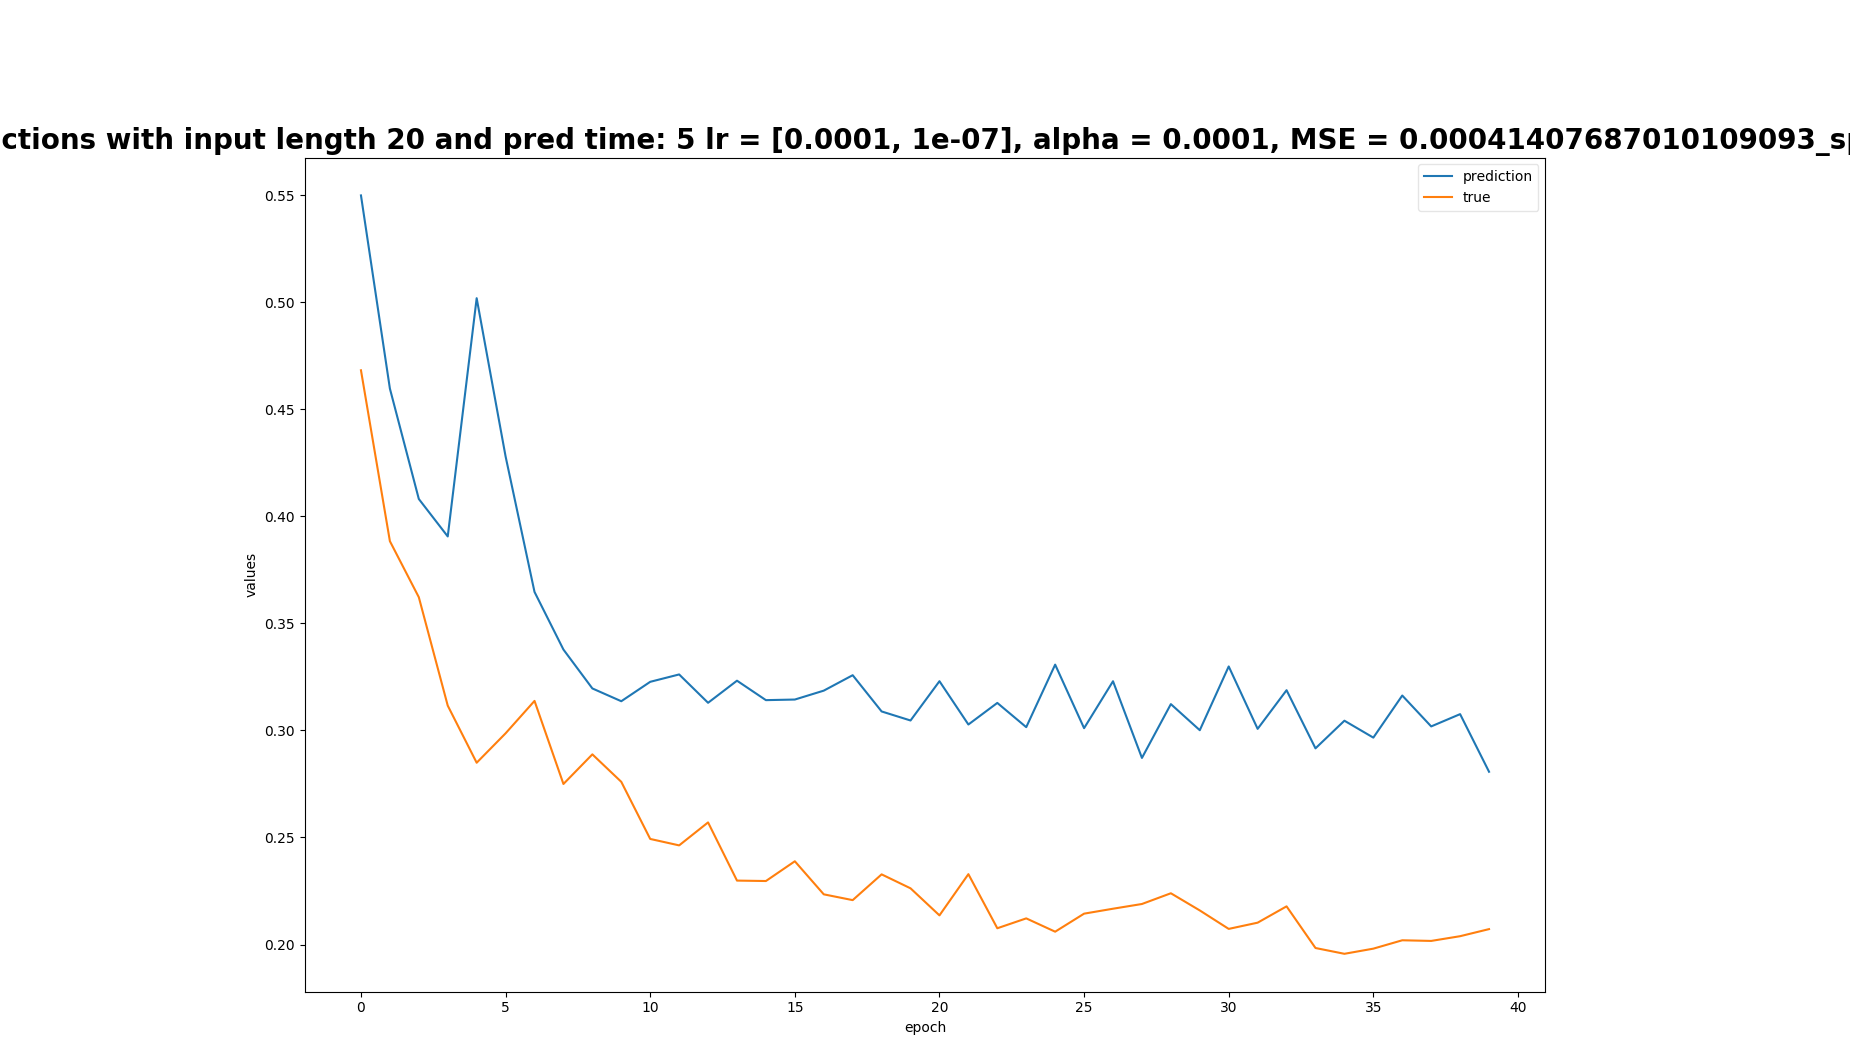 ctions with input length 20 and pred time: 5 lr = [0.0001, 1e-07], alpha = 0.0001, MSE = 0.00041407687010109093_sp
prediction
true
0.55
0.50
0.45
0.40
0.35
0.30
0.25
0.20
values
0 5 10 15 20 25 30 35 40
epoch